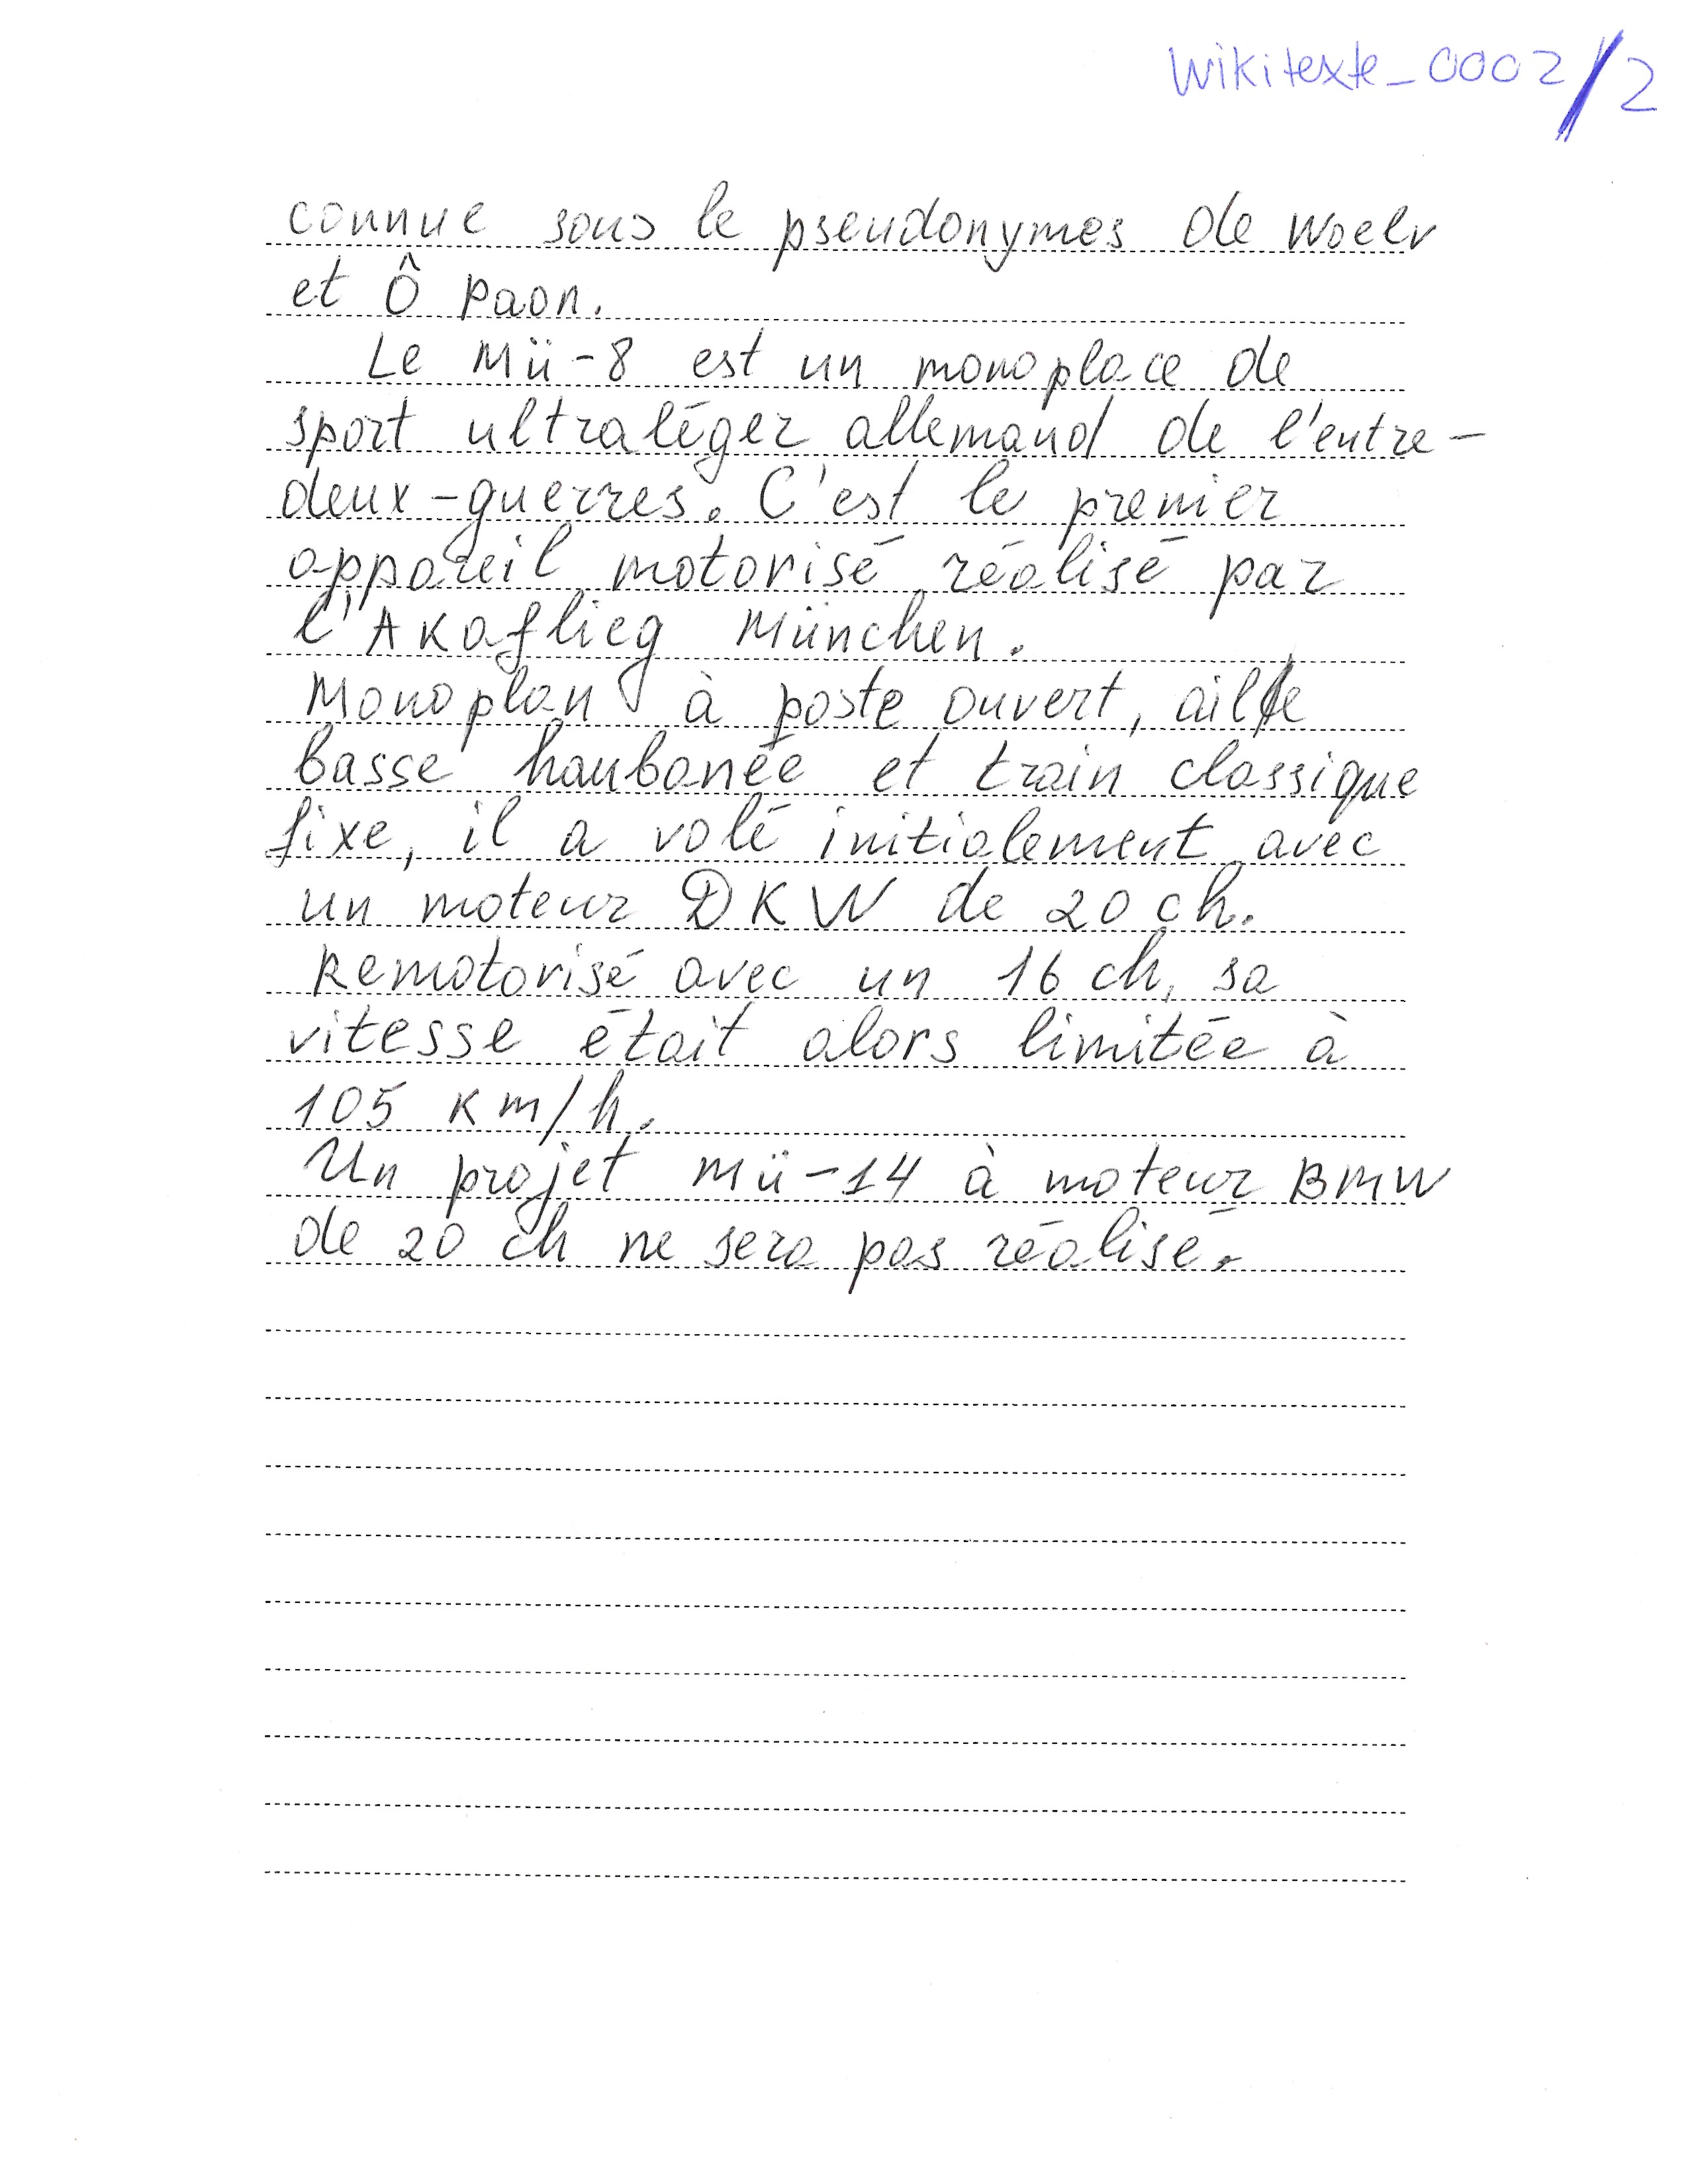 Wikitexte_0002/2
connue sous le pseudonymes de Woelv
et Ô Paon.
Le Mü-8 est un monoplace de
sport ultraléger allemand de l'entre-
deux-guerres. C'est le premier
appareil motorisé réalisé par
l'Akaflieg München.
Monoplan à poste ouvert, aile
basse haubanée et train classique
fixe, il a volé initialement avec
un moteur DKW de 20 ch.
Remotorisé avec un 16 ch, sa
vitesse était alors limitée à
105 km/h.
Un projet Mü-14 à moteur BMW
de 20 ch ne sera pas réalisé.